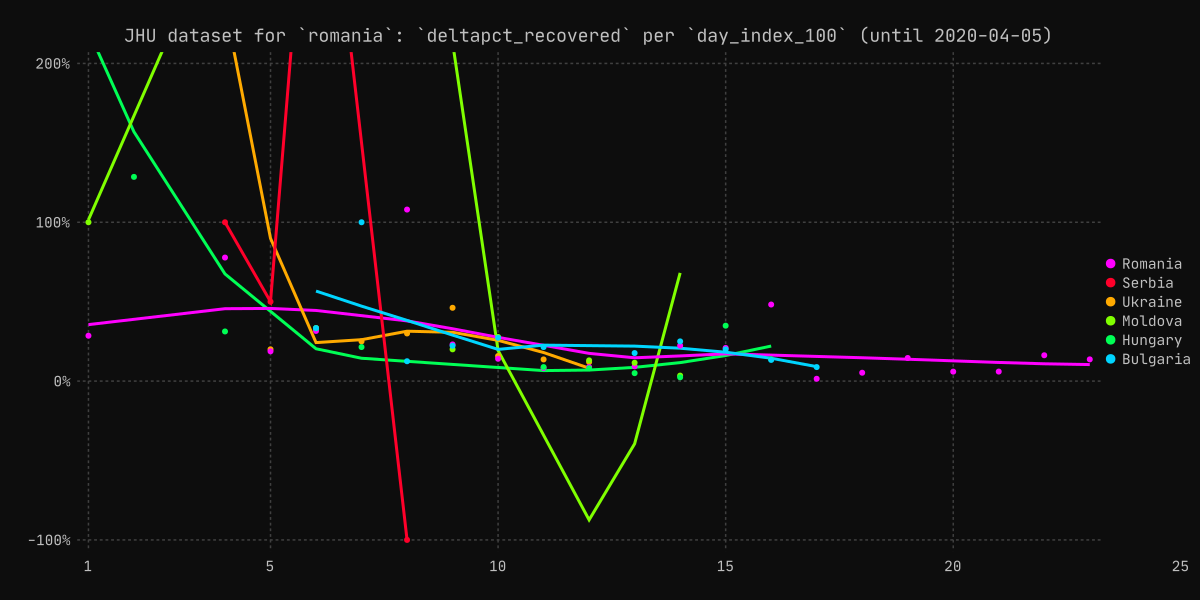 JHU dataset for `romania`: `deltapct_recovered` per `day_index_100` (until 2020-04-05)
200%
100%
0%
-100%
1 5 10 15 20 25
Romania
Serbia
Ukraine
Moldova
Hungary
Bulgaria